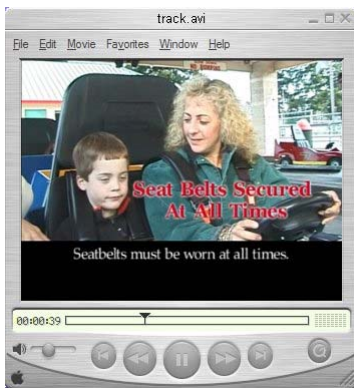 track.avi
File Edit Movie Favorites Window Help
Seat Belts Secured
At All Times
Seatbelts must be worn at all times.
00:00:39